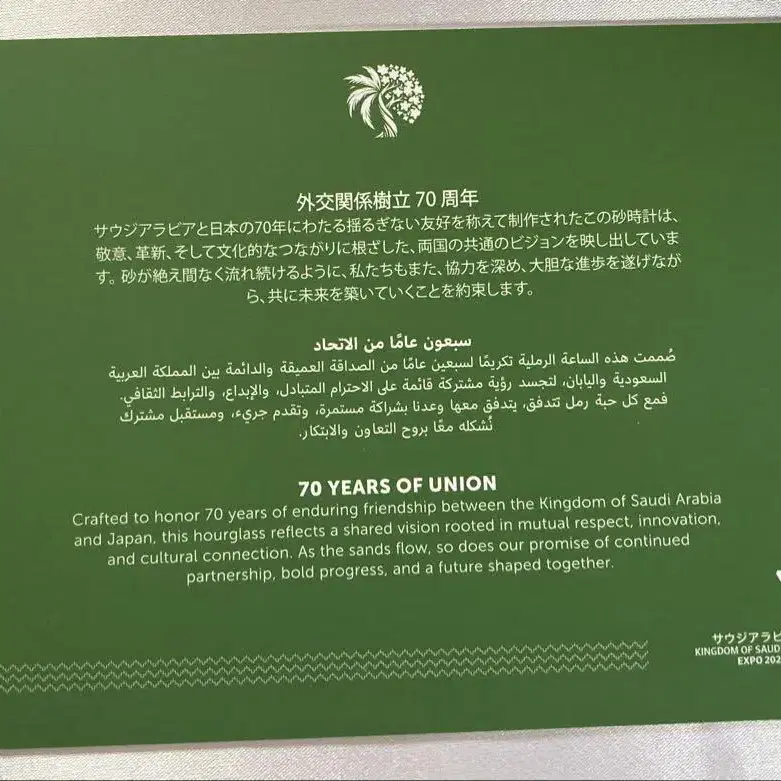 外交関係樹立 70 周年
サウジアラビアと日本の70年にわたる揺るぎない友好を称えて制作されたこの砂時計は、
敬意、革新、そして文化的なつながりに根ざした、両国の共通のビジョンを映し出していま
す。砂が絶え間なく流れ続けるように、私たちもまた、協力を深め、大胆な進歩を遂げなが
ら、共に未来を築いていくことを約束します。
سبعون عامًا من الاتحاد
صُممت هذه الساعة الرملية تكريمًا لسبعين عامًا من الصداقة العميقة والدائمة بين المملكة العربية
السعودية واليابان، لتجسد رؤية مشتركة قائمة على الاحترام المتبادل، والإبداع، والترابط الثقافي.
فمع كل حبة رمل تتدفق، يتدفق معها وعدنا بشراكة مستمرة، وتقدم جريء، ومستقبل مشترك
نُشكله معًا بروح التعاون والابتكار.
70 YEARS OF UNION
Crafted to honor 70 years of enduring friendship between the Kingdom of Saudi Arabia
and Japan, this hourglass reflects a shared vision rooted in mutual respect, innovation,
and cultural connection. As the sands flow, so does our promise of continued
partnership, bold progress, and a future shaped together.
サウジアラビ
KINGDOM OF SAUD
EXPO 202